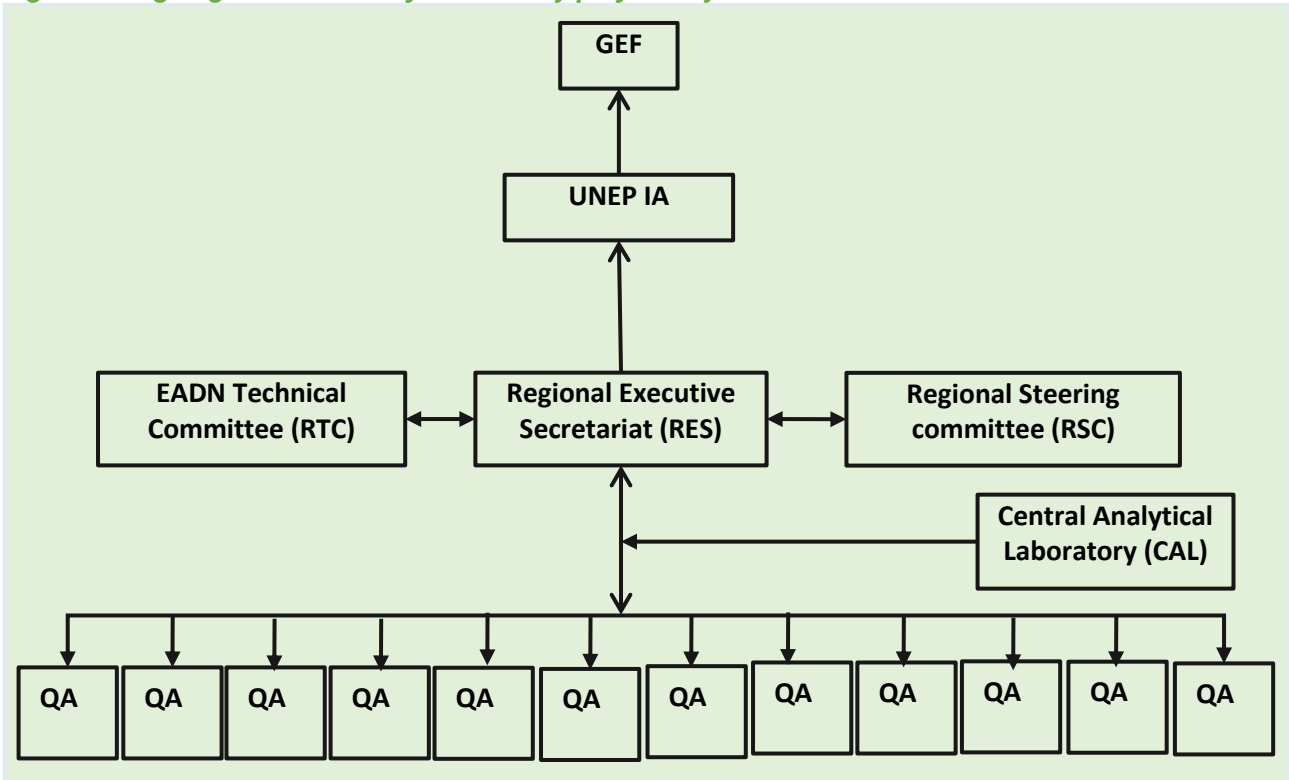 GEF
UNEP IA
EADN Technical
Committee (RTC)
Regional Executive
Secretariat (RES)
Regional Steering
committee (RSC)
Central Analytical
Laboratory (CAL)
QA
QA
QA
QA
QA
QA
QA
QA
QA
QA
QA
QA